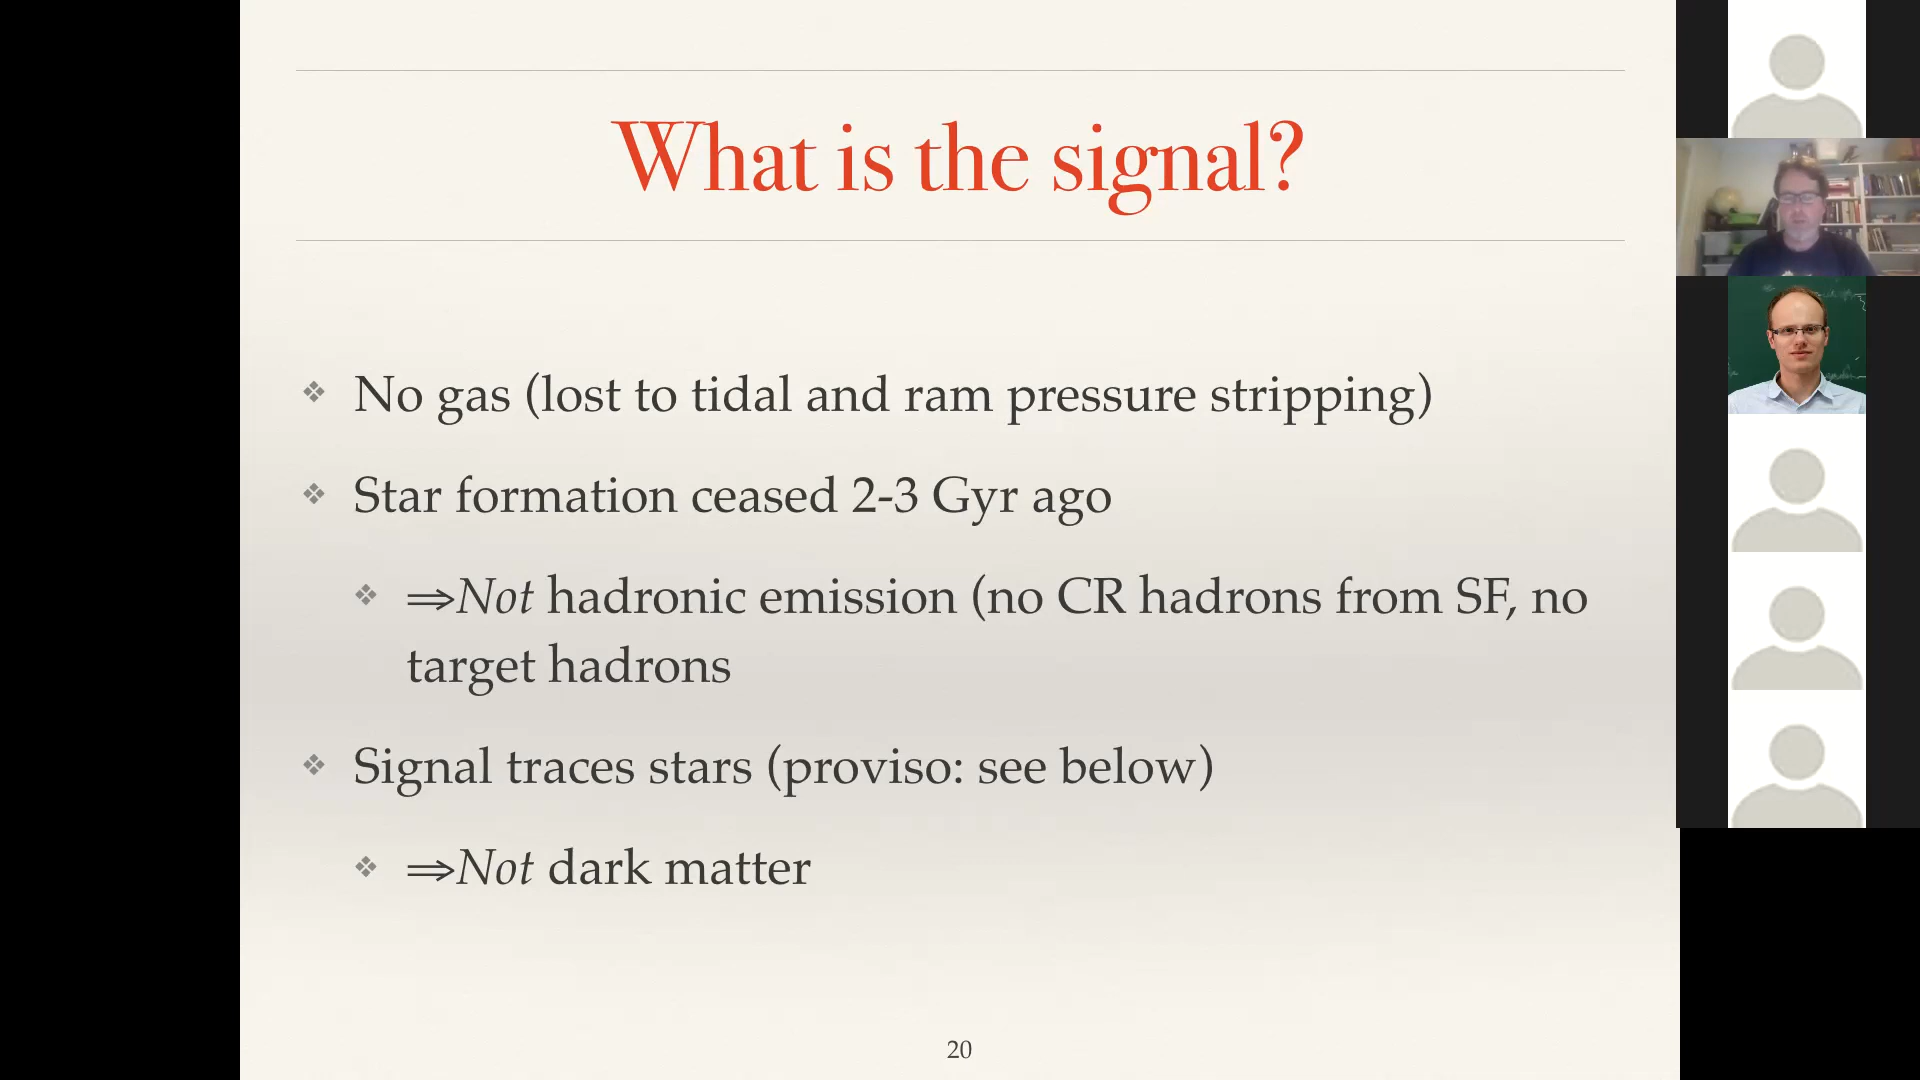 What is the signal?
❖ No gas (lost to tidal and ram pressure stripping)
❖ Star formation ceased 2-3 Gyr ago
❖ ⇒Not hadronic emission (no CR hadrons from SF, no
target hadrons
❖ Signal traces stars (proviso: see below)
❖ ⇒Not dark matter
20